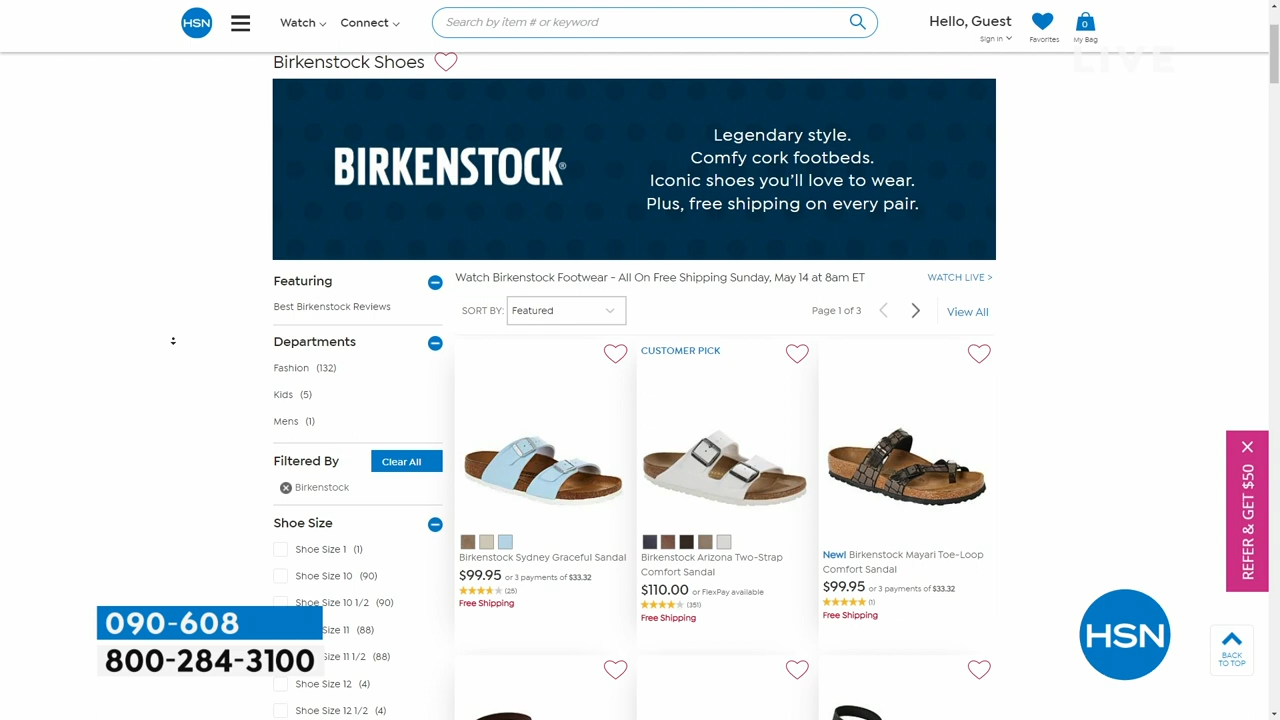 HSN
Watch
Connect
Search by item # or keyword
Hello, Guest
Sign In
Favorites
0
My Bag
LIVE
Birkenstock Shoes
BIRKENSTOCK®
Legendary style.
Comfy cork footbeds.
Iconic shoes you'll love to wear.
Plus, free shipping on every pair.
Featuring
Best Birkenstock Reviews
Departments
Fashion (132)
Kids (5)
Mens (1)
Filtered By
Clear All
Birkenstock
Shoe Size
Shoe Size 1 (1)
Shoe Size 10 (90)
Shoe Size 10 1/2 (90)
Size 11 (88)
Size 11 1/2 (88)
Shoe Size 12 (4)
Shoe Size 12 1/2 (4)
Watch Birkenstock Footwear - All On Free Shipping Sunday, May 14 at 8am ET
WATCH LIVE >
SORT BY: Featured
Page 1 of 3
View All
Birkenstock Sydney Graceful Sandal
$99.95 or 3 payments of $33.32
(25)
Free Shipping
CUSTOMER PICK
Birkenstock Arizona Two-Strap
Comfort Sandal
$110.00 or FlexPay available
(351)
Free Shipping
New! Birkenstock Mayari Toe-Loop
Comfort Sandal
$99.95 or 3 payments of $33.32
(1)
Free Shipping
REFER & GET $50
090-608
800-284-3100
HSN
BACK
TO TOP